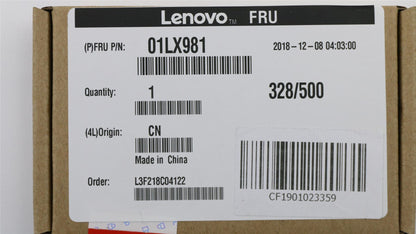 Lenovo™ FRU
(P)FRU P/N: 01LX981 2018-12-08 04:03:00
Quantity: 1 328/500
(4L)Origin: CN
Made in China
Order: L3F218C04122
CF1901023359